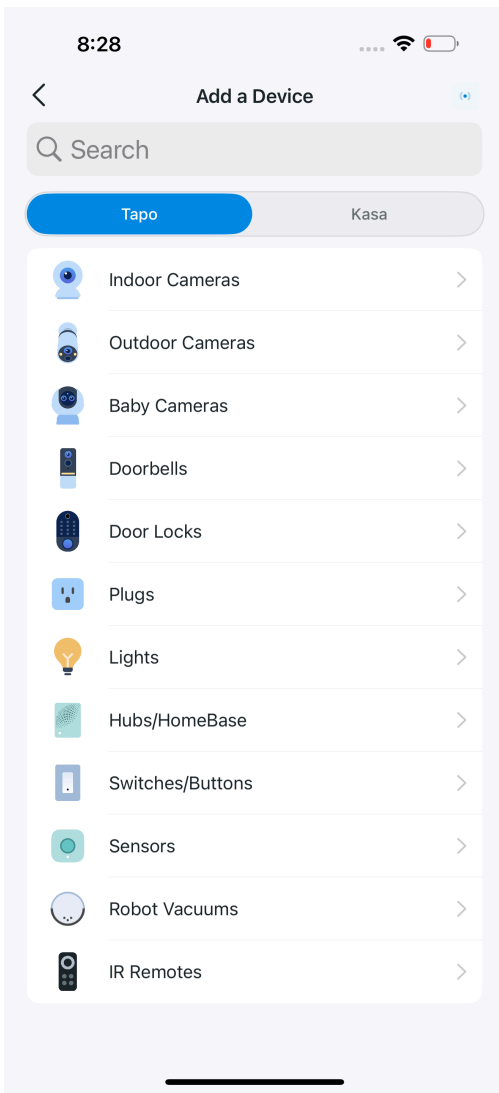 8:28
Add a Device
Search
Tapo
Kasa
Indoor Cameras
Outdoor Cameras
Baby Cameras
Doorbells
Door Locks
Plugs
Lights
Hubs/HomeBase
Switches/Buttons
Sensors
Robot Vacuums
IR Remotes